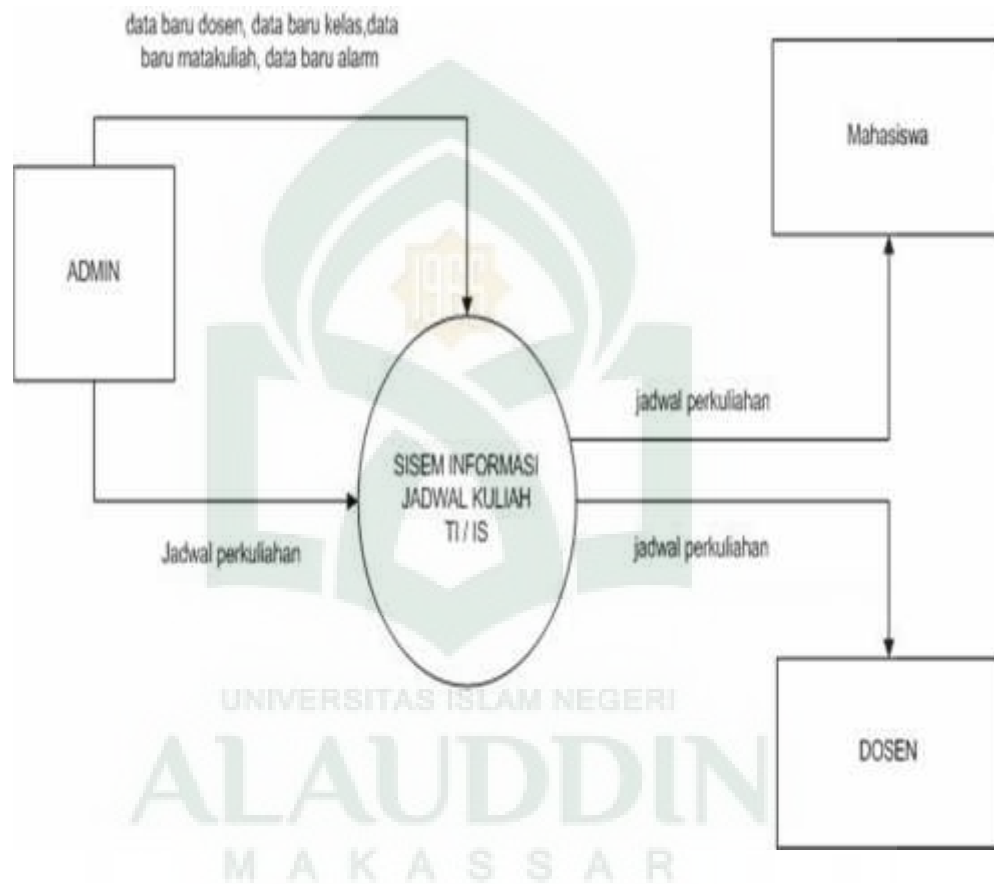 data baru dosen, data baru kelas,data
baru matakuliah, data baru alarm
Mahasiswa
ADMIN
1965
jadwal perkuliahan
SISEM INFORMASI
JADWAL KULIAH
TI / IS
Jadwal perkuliahan
jadwal perkuliahan
UNIVERSITAS ISLAM NEGERI
ALAUDDIN
DOSEN
MAKASSAR